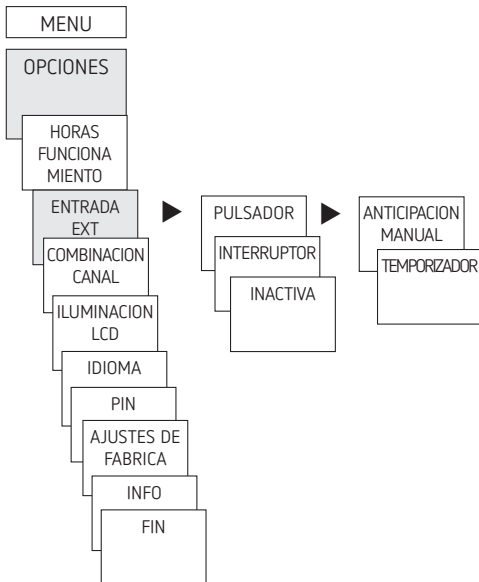 MENU
OPCIONES
HORAS
FUNCIONA
MIENTO
ENTRADA
EXT
COMBINACION
CANAL
ILUMINACION
LCD
IDIOMA
PIN
AJUSTES DE
FABRICA
INFO
FIN
PULSADOR
INTERRUPTOR
INACTIVA
ANTICIPACION
MANUAL
TEMPORIZADOR